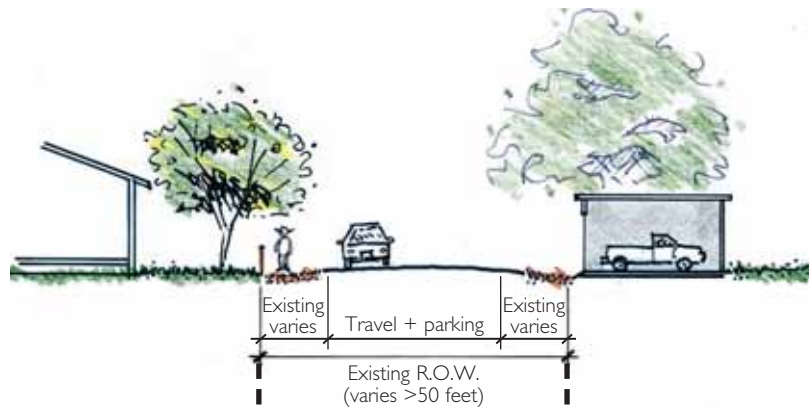 Existing
varies
Travel + parking
Existing
varies
Existing R.O.W.
(varies >50 feet)